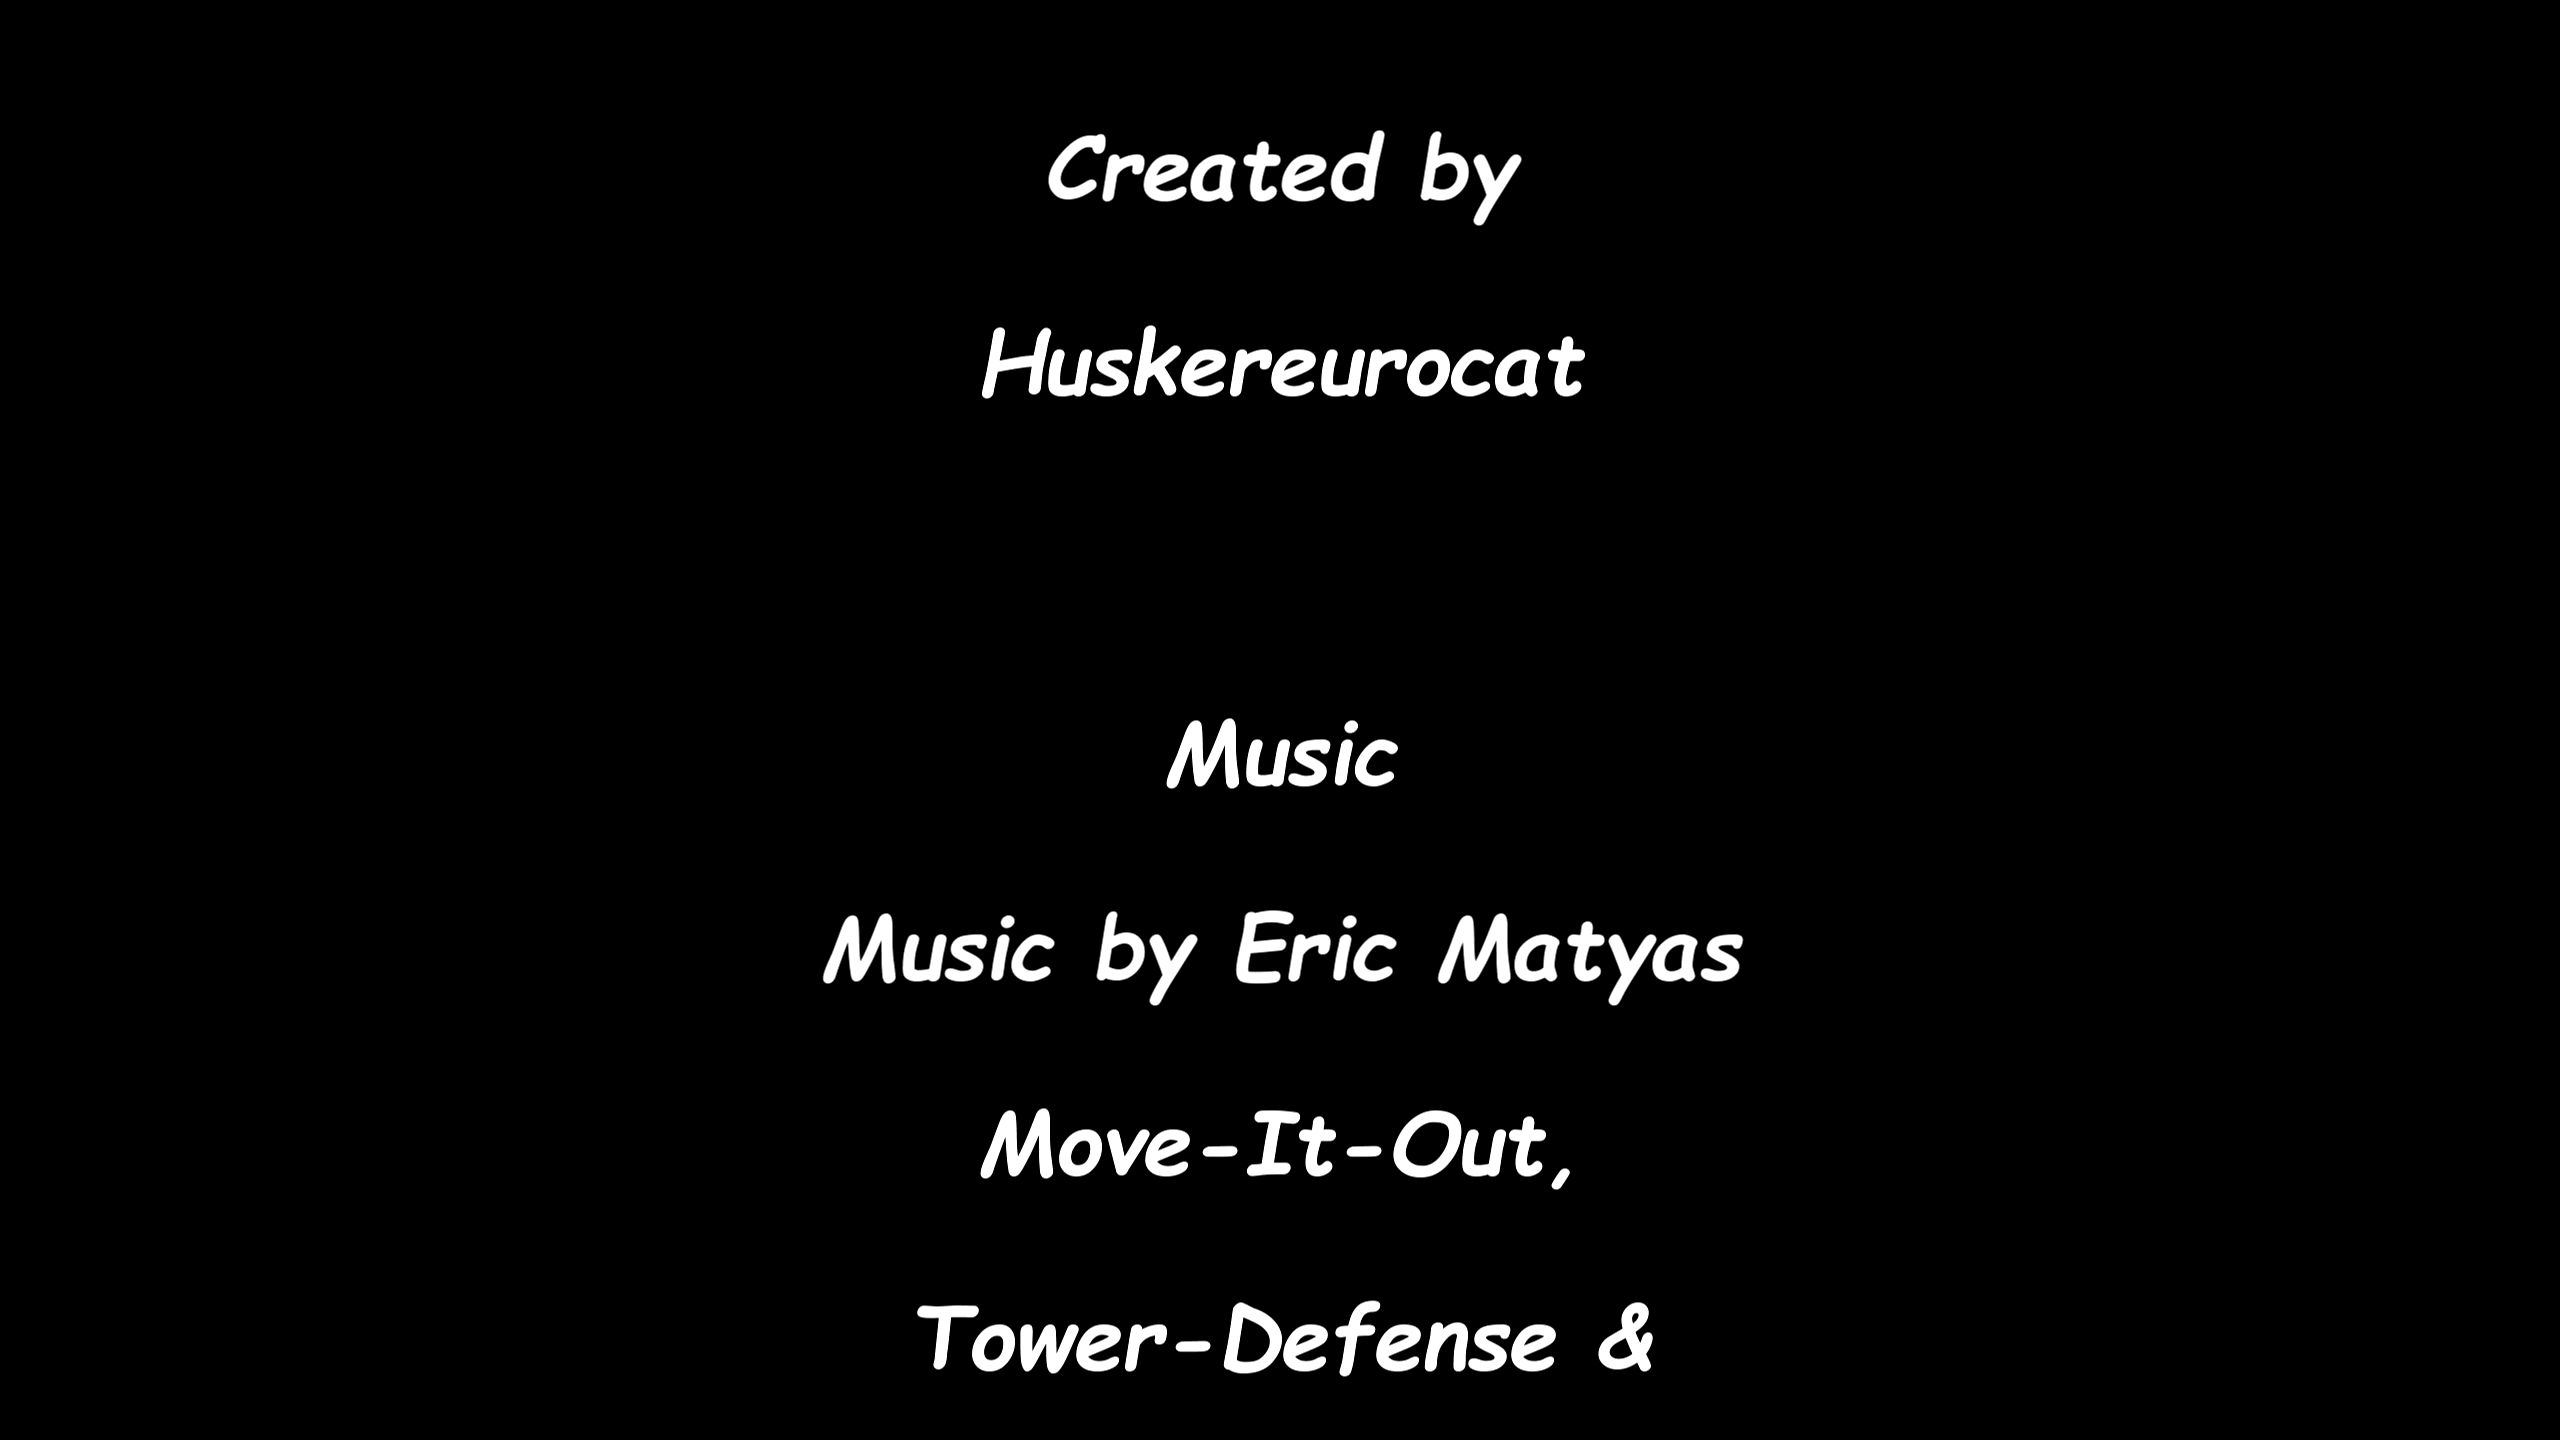 Created by
Huskereurocat
Music
Music by Eric Matyas
Move-It-Out,
Tower-Defense &